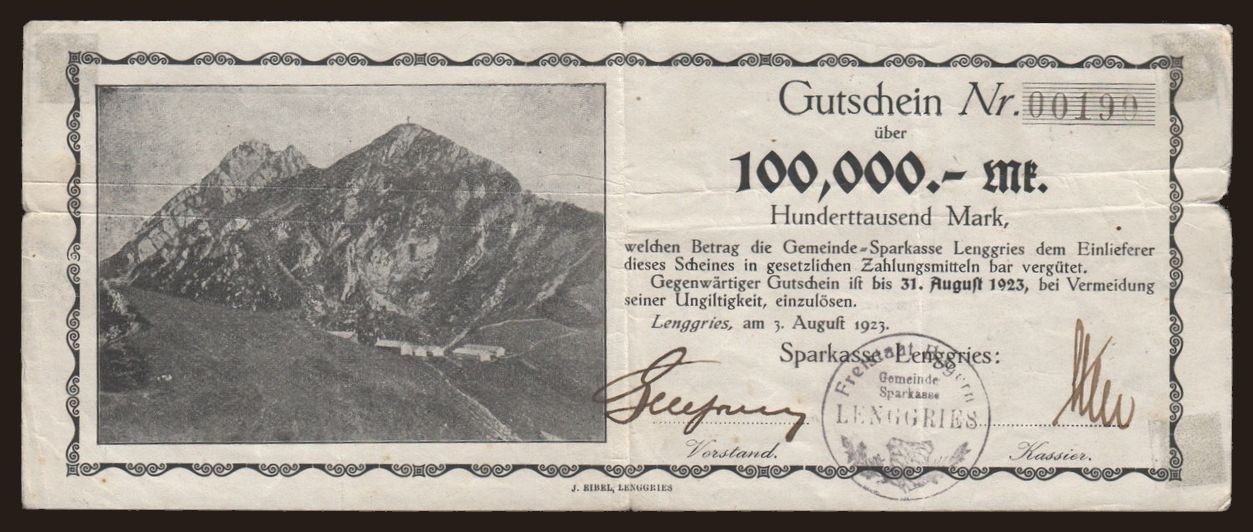 Gutschein Nr. 00190
über
100,000.- Mk.
Hunderttausend Mark,
welchen Betrag die Gemeinde-Sparkasse Lenggries dem Einlieferer
dieses Scheines in gesetzlichen Zahlungsmitteln bar vergütet.
Gegenwärtiger Gutschein ist bis 31. August 1923, bei Vermeidung
seiner Ungiltigkeit, einzulösen.
Lenggries, am 3. August 1923.
Sparkasse Lenggries:
Freistaat Bayern
Gemeinde
Sparkasse
LENGGRIES
Vorstand. Kassier.
J. EIBEL, LENGGRIES